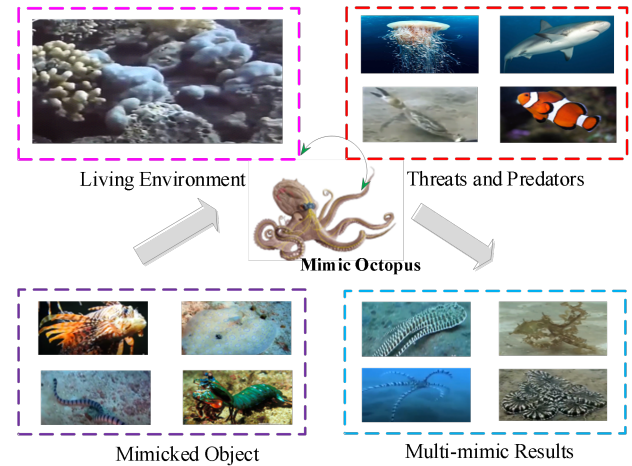 Living Environment
Threats and Predators
Mimic Octopus
Mimicked Object
Multi-mimic Results